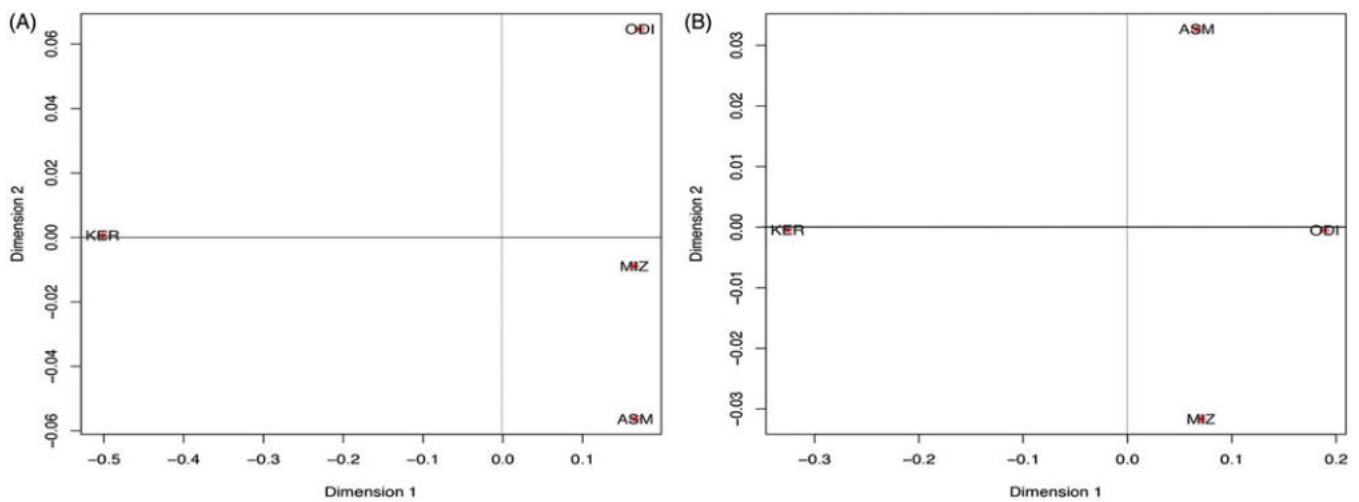 (A)
ODI
KER
MIZ
ASM
0.06
0.04
0.02
0.00
−0.02
−0.04
−0.06
Dimension 2
−0.5 −0.4 −0.3 −0.2 −0.1 0.0 0.1
Dimension 1
(B)
ASM
KER
ODI
MIZ
0.03
0.02
0.01
0.00
−0.01
−0.02
−0.03
Dimension 2
−0.3 −0.2 −0.1 0.0 0.1 0.2
Dimension 1